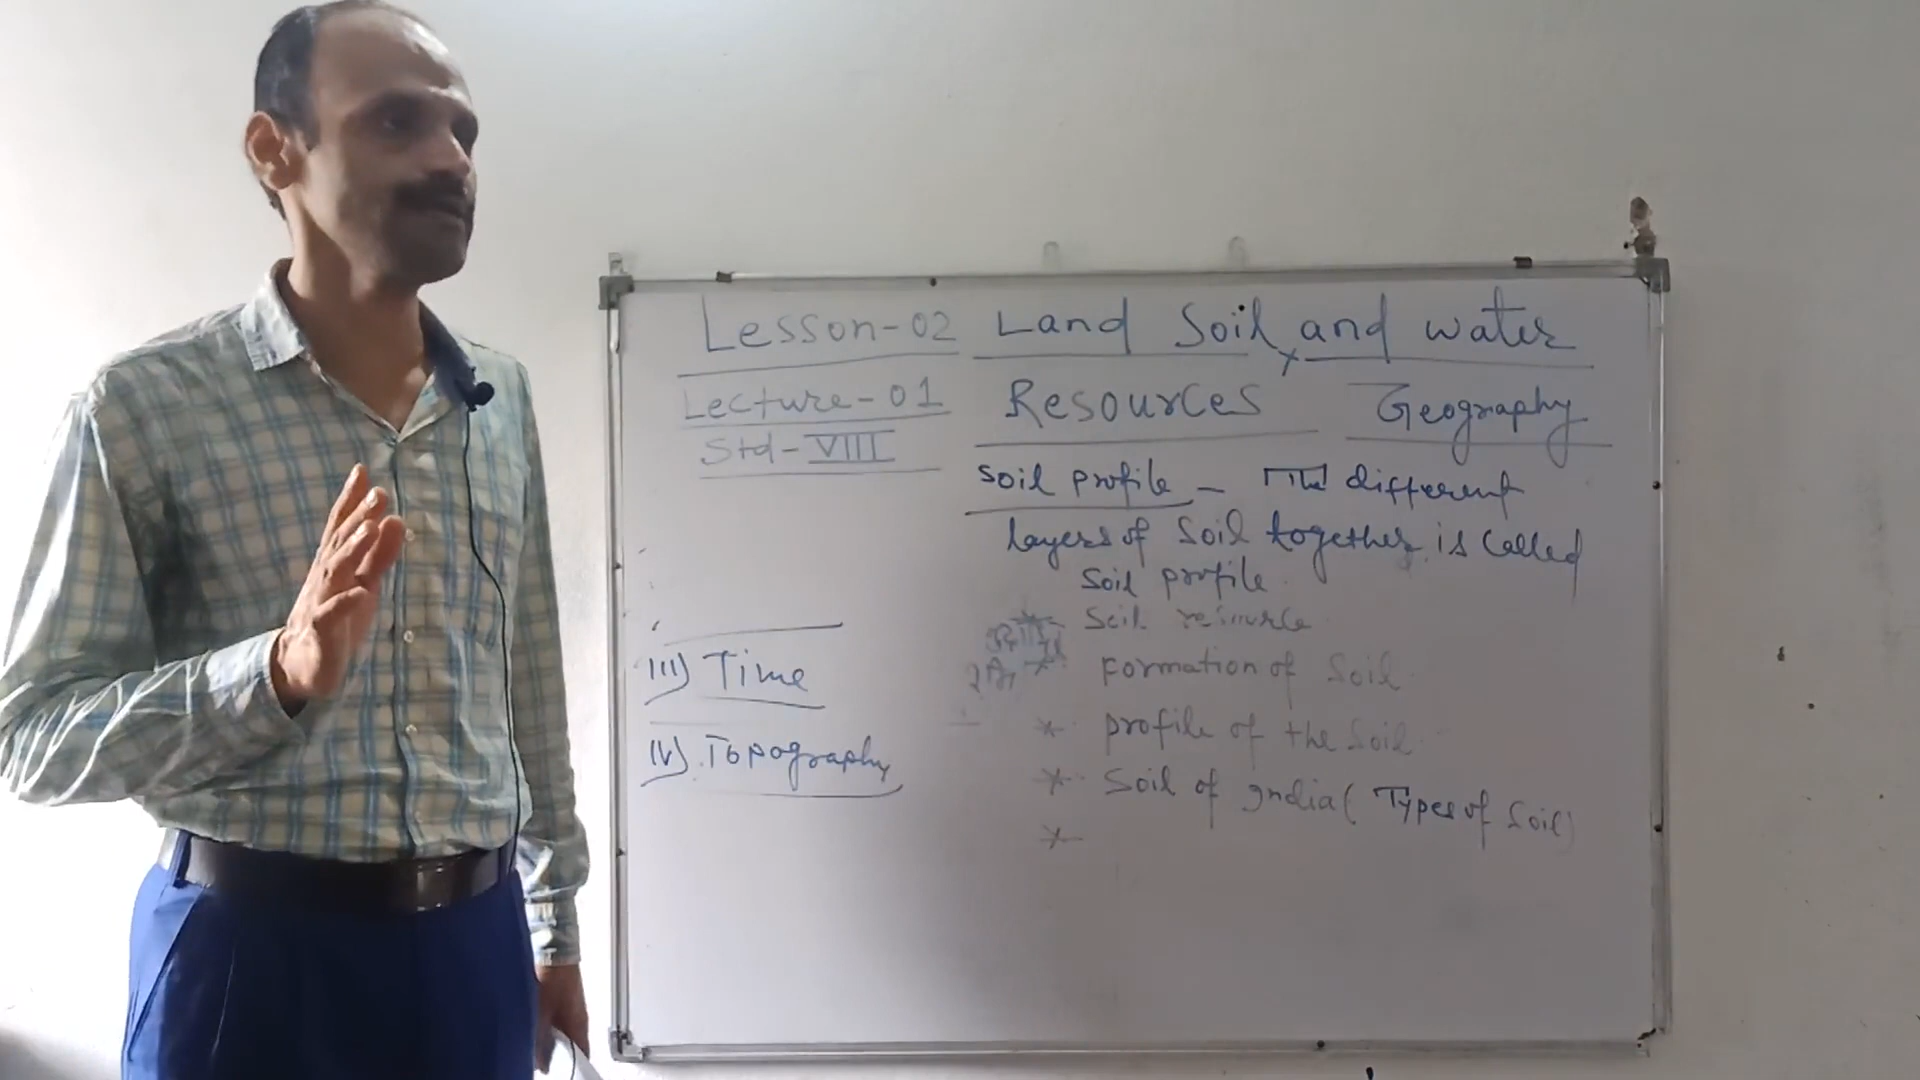 Lesson-02 Land Soil, and water
Lecture-01 Resources Geography
Std-VIII
soil profile - The different
layers of Soil together is called
soil profile.
* Soil resource
* Formation of Soil
* profile of the Soil
* Soil of India (Types of Soil)
*
III) Time
IV) Topography